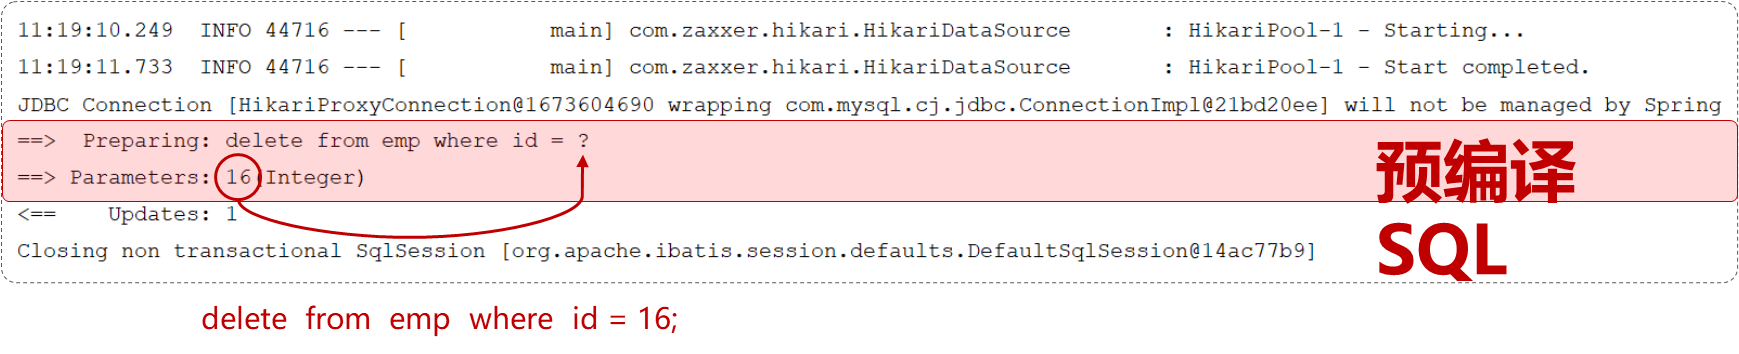 11:19:10.249  INFO 44716 --- [           main] com.zaxxer.hikari.HikariDataSource       : HikariPool-1 - Starting...
11:19:11.733  INFO 44716 --- [           main] com.zaxxer.hikari.HikariDataSource       : HikariPool-1 - Start completed.
JDBC Connection [HikariProxyConnection@1673604690 wrapping com.mysql.cj.jdbc.ConnectionImpl@21bd20ee] will not be managed by Spring
==>  Preparing: delete from emp where id = ?
==> Parameters: 16(Integer)
<==    Updates: 1
Closing non transactional SqlSession [org.apache.ibatis.session.defaults.DefaultSqlSession@14ac77b9]
预编译
SQL
delete from emp where id = 16;